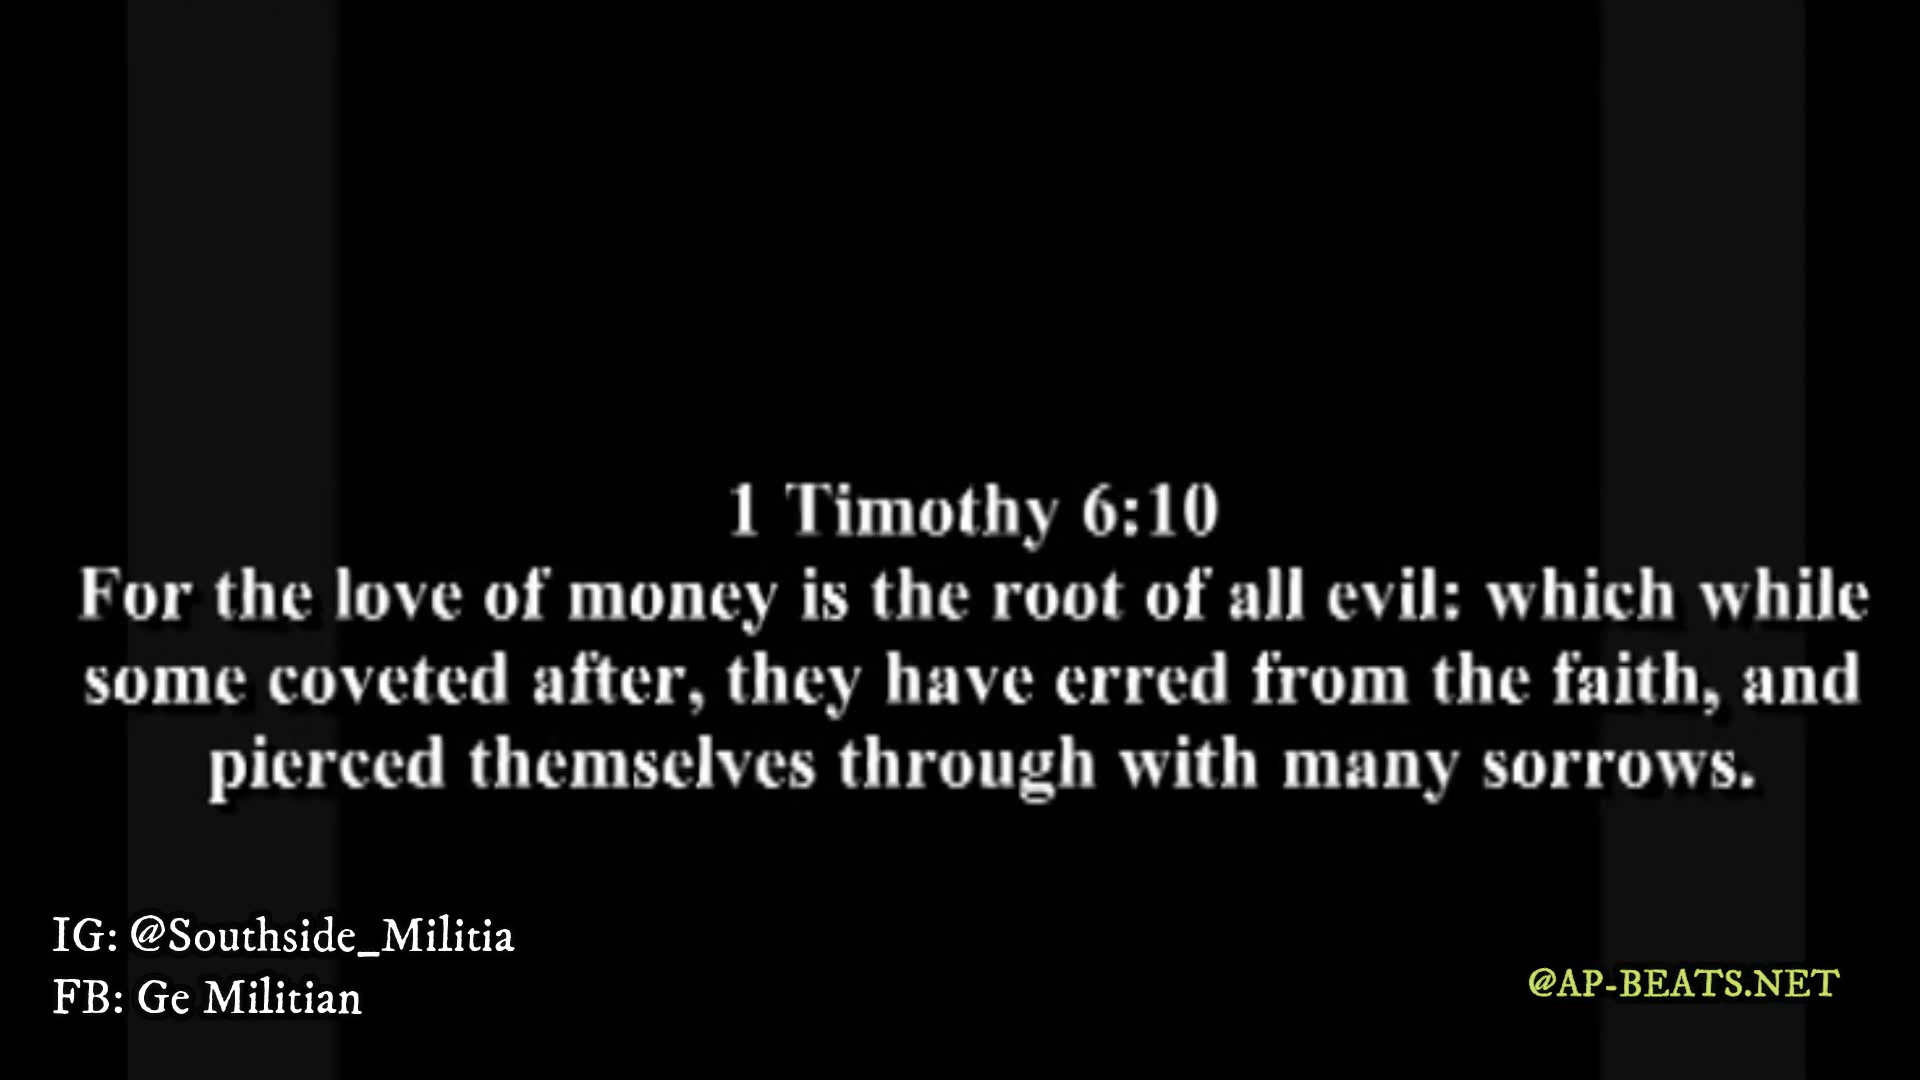 1 Timothy 6:10
For the love of money is the root of all evil: which while
some coveted after, they have erred from the faith, and
pierced themselves through with many sorrows.
IG: @Southside_Militia
FB: Ge Militian
@AP-BEATS.NET